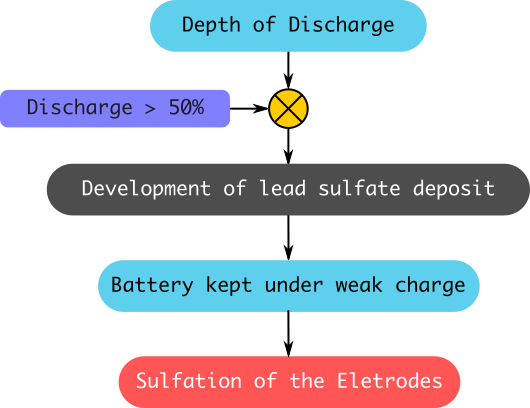 Depth of Discharge
Discharge > 50%
Development of lead sulfate deposit
Battery kept under weak charge
Sulfation of the Eletrodes